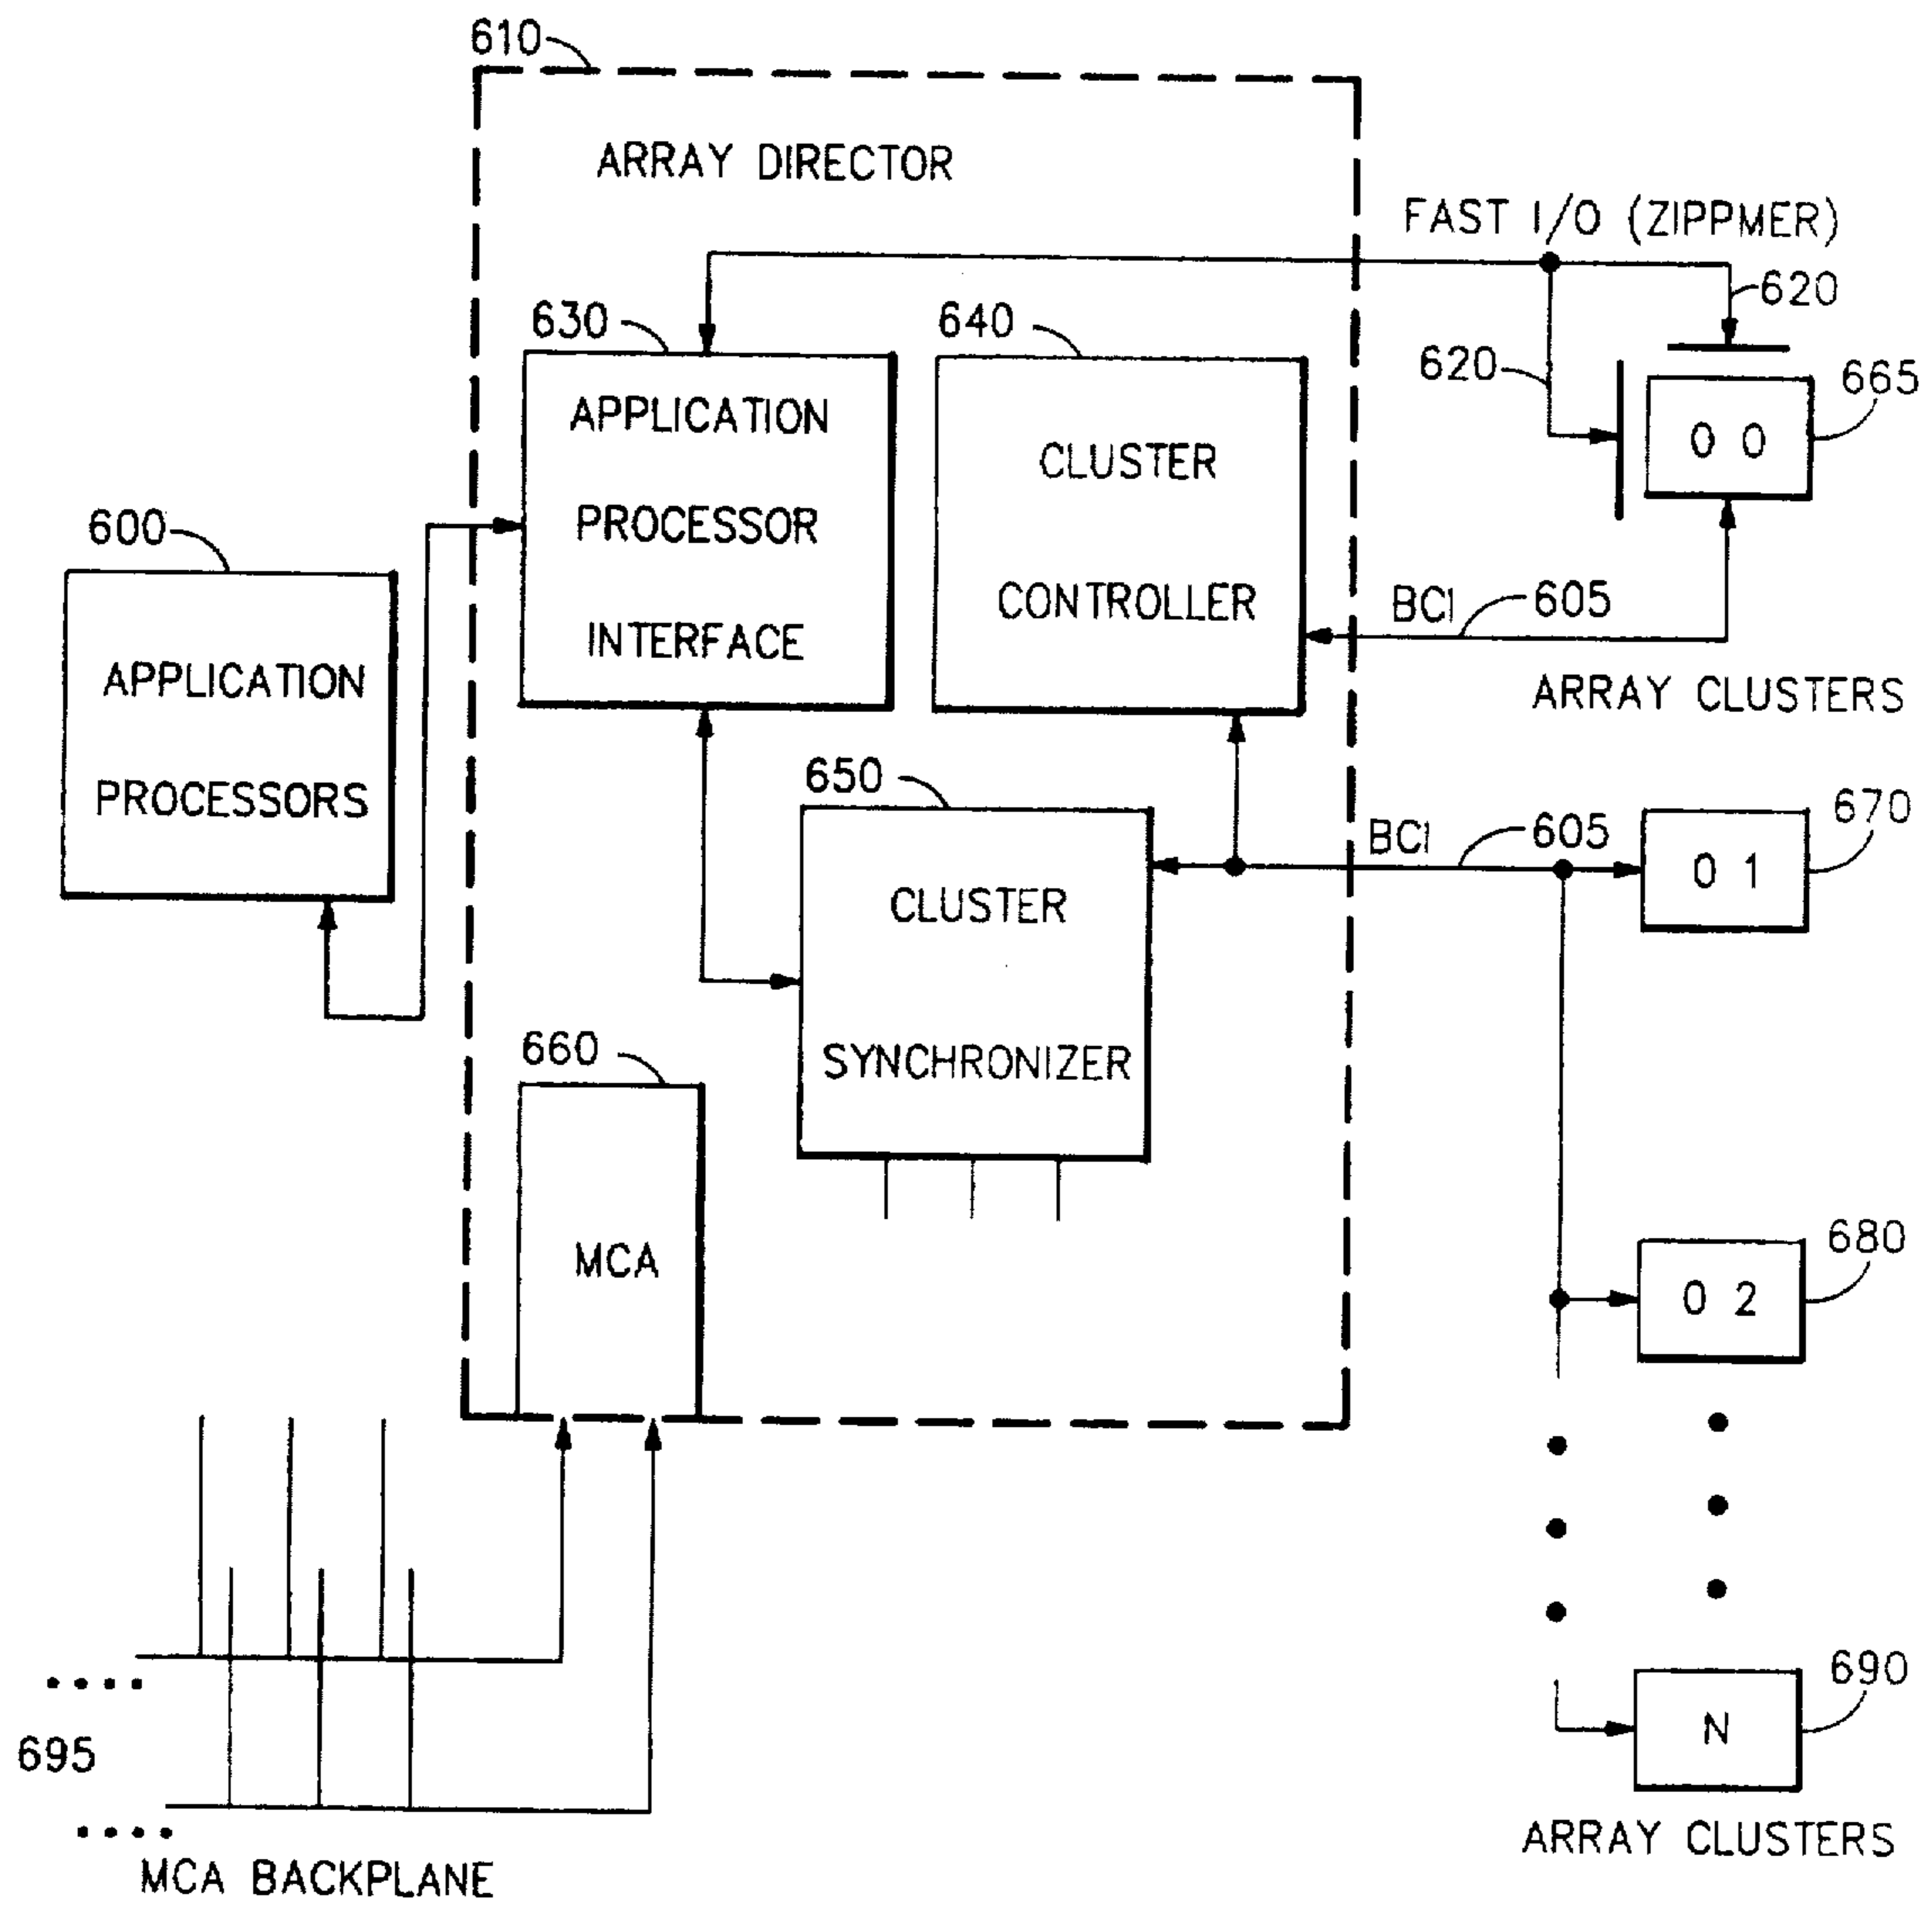 610
ARRAY DIRECTOR
FAST I/O (ZIPPMER)
620
630
640
620
665
APPLICATION
PROCESSOR
INTERFACE
CLUSTER
CONTROLLER
0 0
600
BCI
605
APPLICATION
PROCESSORS
ARRAY CLUSTERS
650
BCI
605
670
0 1
CLUSTER
SYNCHRONIZER
660
MCA
680
0 2
690
N
695
MCA BACKPLANE
ARRAY CLUSTERS